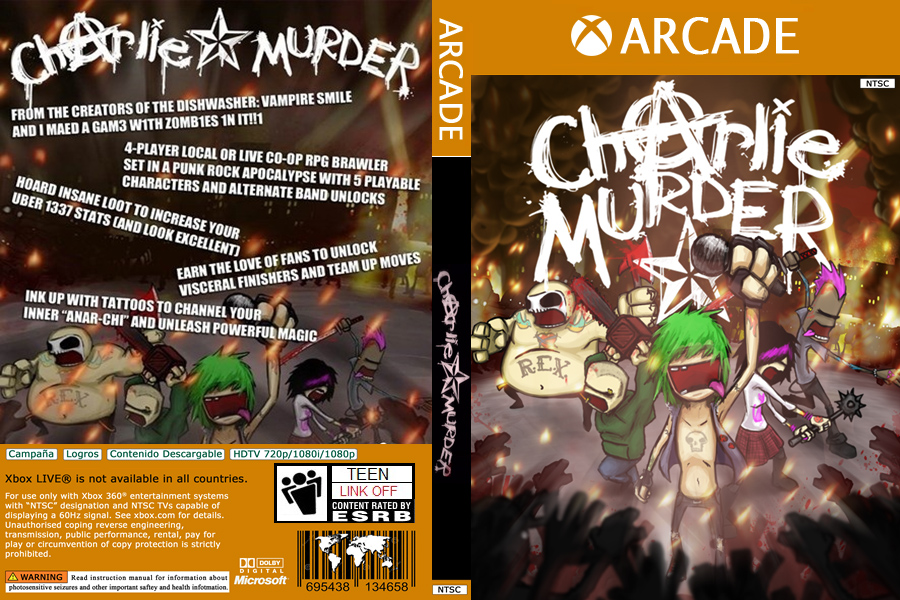 ChArlie MURDER
FROM THE CREATORS OF THE DISHWASHER: VAMPIRE SMILE
AND I MAED A GAM3 W1TH Z0MB1ES 1N IT!!1
4-PLAYER LOCAL OR LIVE CO-OP RPG BRAWLER
SET IN A PUNK ROCK APOCALYPSE WITH 5 PLAYABLE
CHARACTERS AND ALTERNATE BAND UNLOCKS
HOARD INSANE LOOT TO INCREASE YOUR
UBER 1337 STATS (AND LOOK EXCELLENT)
EARN THE LOVE OF FANS TO UNLOCK
VISCERAL FINISHERS AND TEAM UP MOVES
INK UP WITH TATTOOS TO CHANNEL YOUR
INNER “ANAR-CHI” AND UNLEASH POWERFUL MAGIC
REX
Campaña Logros Contenido Descargable HDTV 720p/1080i/1080p
Xbox LIVE® is not available in all countries.
For use only with Xbox 360® entertainment systems
with “NTSC” designation and NTSC TVs capable of
displaying a 60Hz signal. See xbox.com for details.
Unauthorised coping reverse engineering,
transmission, public performance, rental, pay for
play or circumvention of copy protection is strictly
prohibited.
WARNING Read instruction manual for information about
photosensitive seizures and other important saftey and health infotmation.
DOLBY
DIGITAL
Microsoft®
TEEN
LINK OFF
CONTENT RATED BY
ESRB
695438 134658
ARCADE
ChArlie MURDER
NTSC
ARCADE
NTSC
ChArlie
MURDER
R.E.X